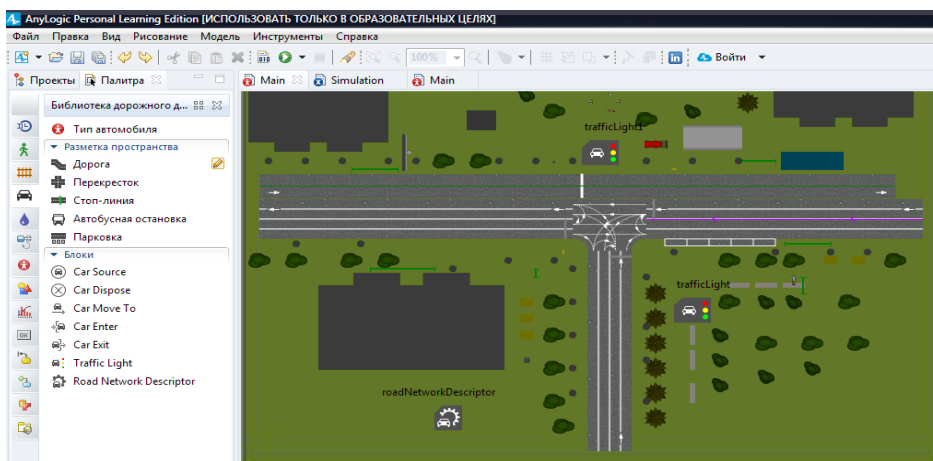 AnyLogic Personal Learning Edition [ИСПОЛЬЗОВАТЬ ТОЛЬКО В ОБРАЗОВАТЕЛЬНЫХ ЦЕЛЯХ]
Файл Правка Вид Рисование Модель Инструменты Справка
100% in Войти
Проекты Палитра Main Simulation Main
Библиотека дорожного д...
Тип автомобиля
Разметка пространства
Дорога
Перекресток
Стоп-линия
Автобусная остановка
Парковка
Блоки
Car Source
Car Dispose
Car Move To
Car Enter
Car Exit
Traffic Light
Road Network Descriptor
trafficLight1
trafficLight
roadNetworkDescriptor